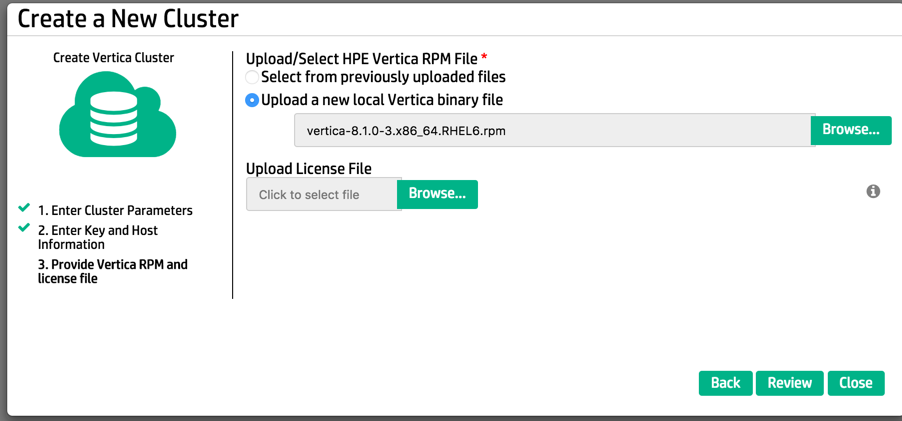 Create a New Cluster
Create Vertica Cluster
1. Enter Cluster Parameters
2. Enter Key and Host
Information
3. Provide Vertica RPM and
license file
Upload/Select HPE Vertica RPM File *
Select from previously uploaded files
Upload a new local Vertica binary file
vertica-8.1.0-3.x86_64.RHEL6.rpm
Browse...
Upload License File
Click to select file
Browse...
Back
Review
Close